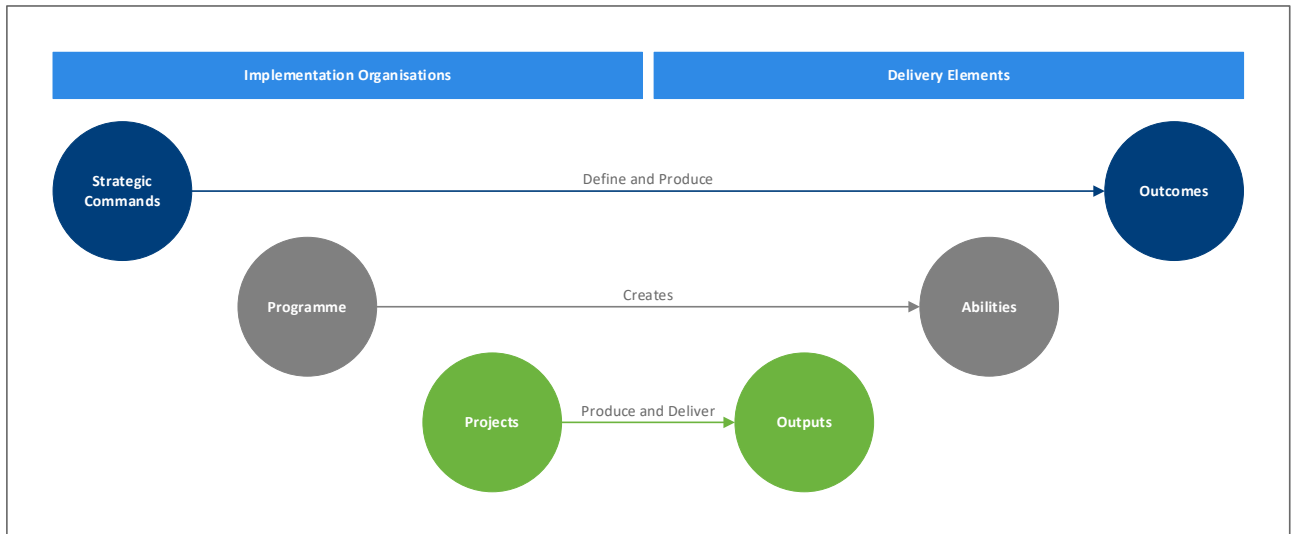 Implementation Organisations
Delivery Elements
Strategic
Commands
Define and Produce
Outcomes
Programme
Creates
Abilities
Projects
Produce and Deliver
Outputs